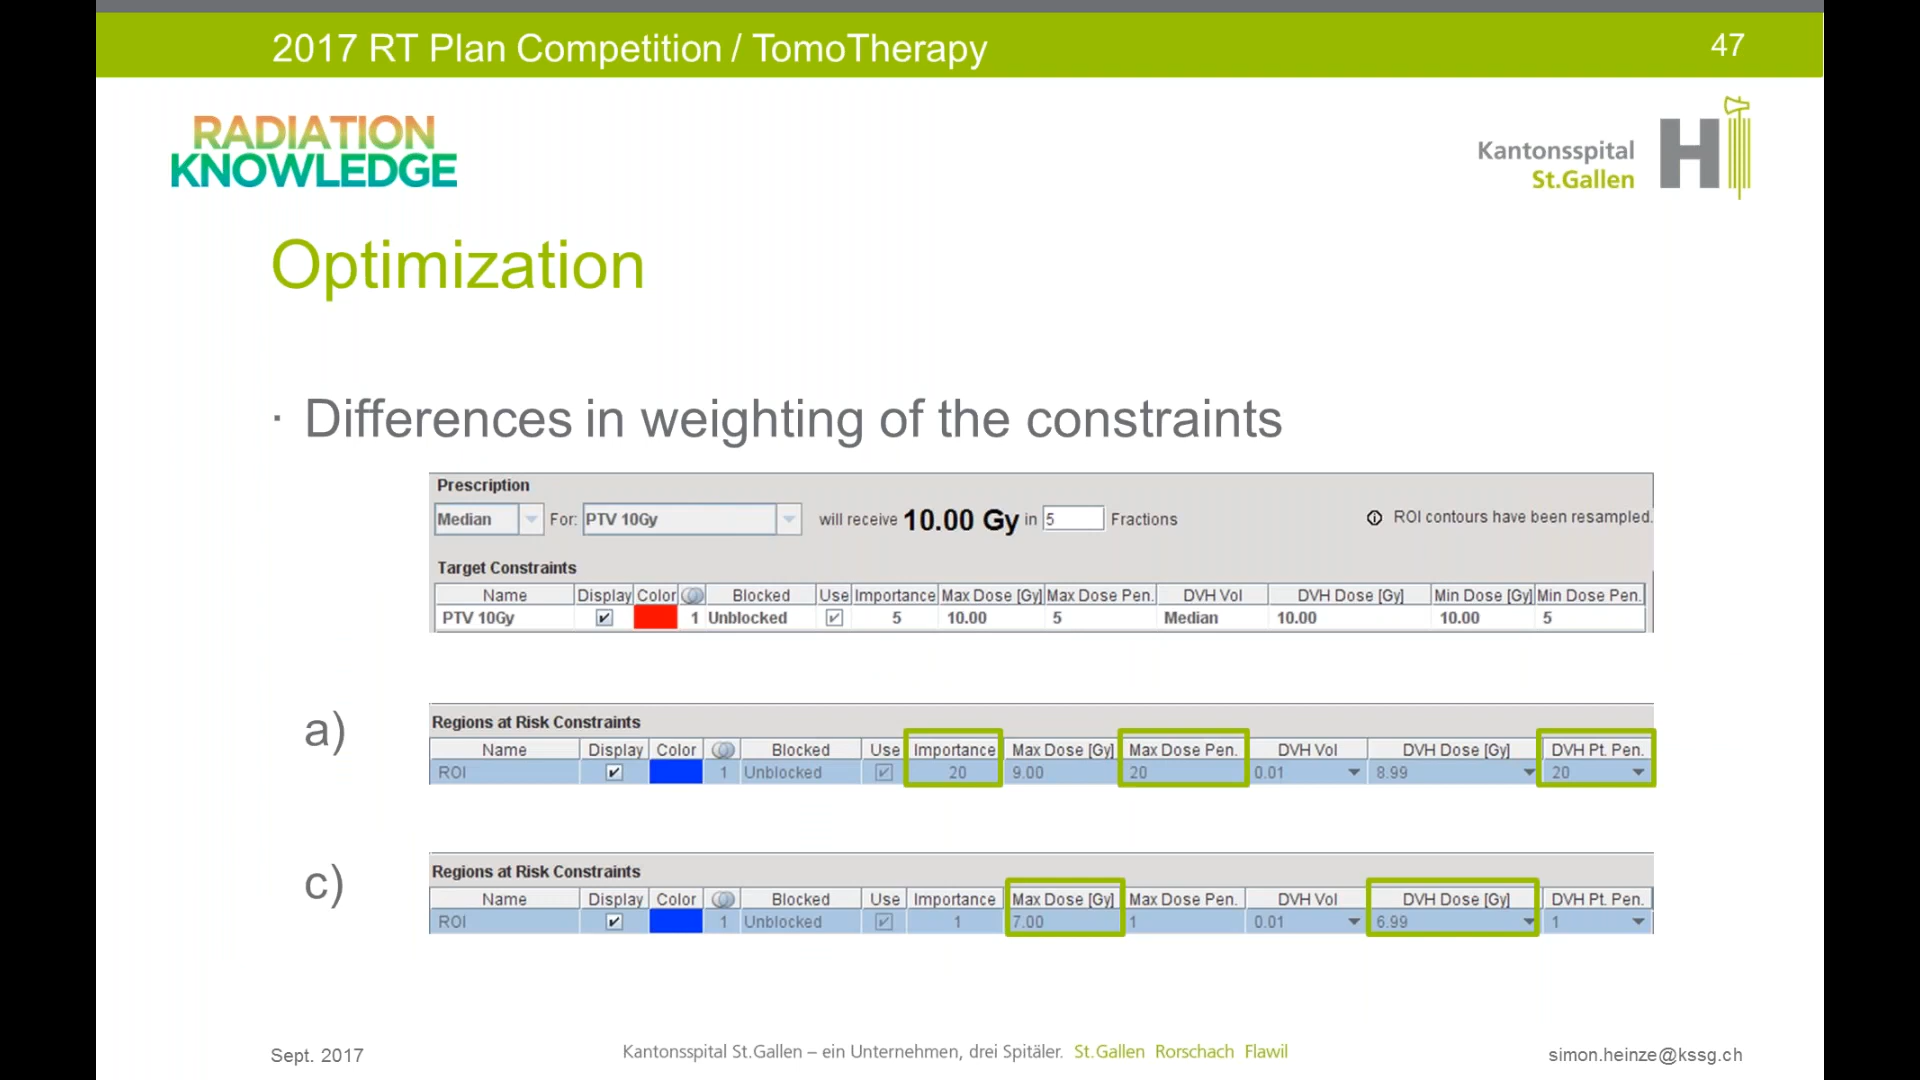 2017 RT Plan Competition / TomoTherapy
47
RADIATION
KNOWLEDGE
Kantonsspital
St.Gallen
H
Optimization
· Differences in weighting of the constraints
Prescription
Median For: PTV 10Gy will receive 10.00 Gy in 5 Fractions ROI contours have been resampled.
Target Constraints
Name Display Color Blocked Use Importance Max Dose [Gy] Max Dose Pen. DVH Vol DVH Dose [Gy] Min Dose [Gy] Min Dose Pen.
PTV 10Gy 1 Unblocked 5 10.00 5 Median 10.00 10.00 5
a)
Regions at Risk Constraints
Name Display Color Blocked Use Importance Max Dose [Gy] Max Dose Pen. DVH Vol DVH Dose [Gy] DVH Pt. Pen.
ROI 1 Unblocked 20 9.00 20 0.01 8.99 20
c)
Regions at Risk Constraints
Name Display Color Blocked Use Importance Max Dose [Gy] Max Dose Pen. DVH Vol DVH Dose [Gy] DVH Pt. Pen.
ROI 1 Unblocked 1 7.00 1 0.01 6.99 1
Sept. 2017
Kantonsspital St.Gallen – ein Unternehmen, drei Spitäler. St.Gallen Rorschach Flawil
simon.heinze@kssg.ch